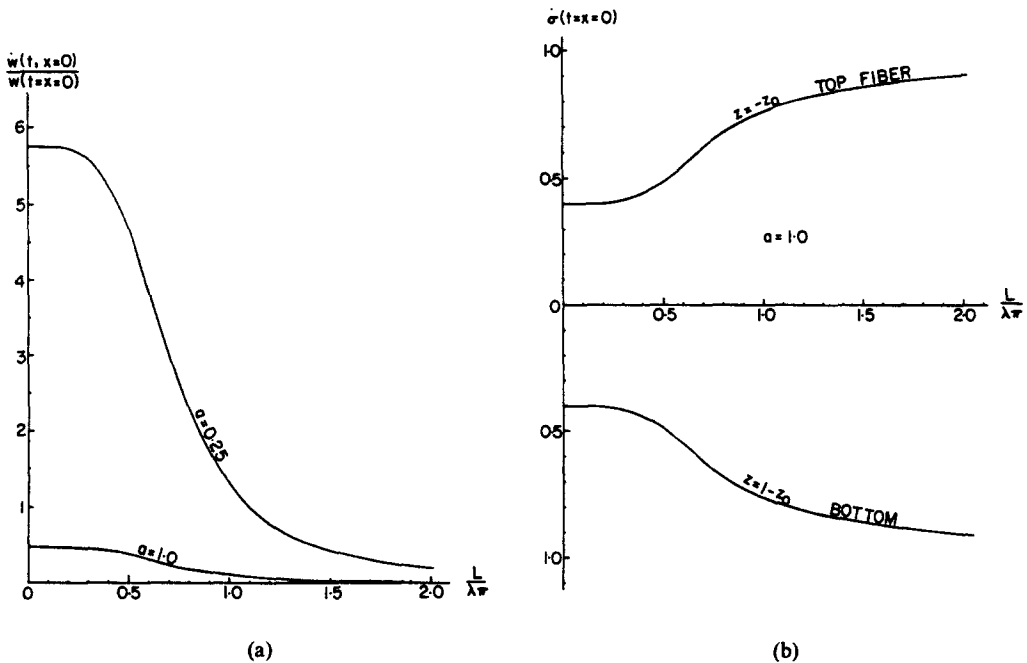 ẇ(t, x=0)
w(t=x=0)
6
5
4
3
2
1
0
0·5
1·0
1·5
2·0
L
λπ
a=0·25
a=1·0
(a)
σ̇(t=x=0)
1·0
0·5
0
0·5
1·0
0·5
1·0
1·5
2·0
L
λπ
z=-z₀
TOP FIBER
a=1·0
z=1-z₀
BOTTOM
(b)